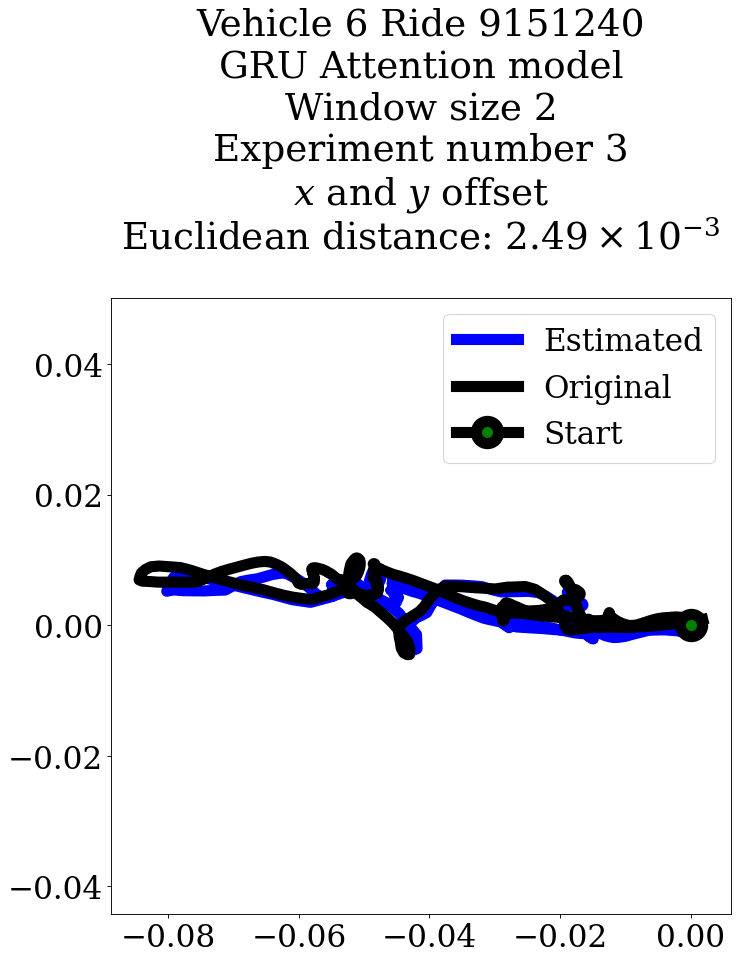 Vehicle 6 Ride 9151240
GRU Attention model
Window size 2
Experiment number 3
x and y offset
Euclidean distance: 2.49 × 10⁻³
Estimated
Original
Start
0.04
0.02
0.00
−0.02
−0.04
−0.08 −0.06 −0.04 −0.02 0.00